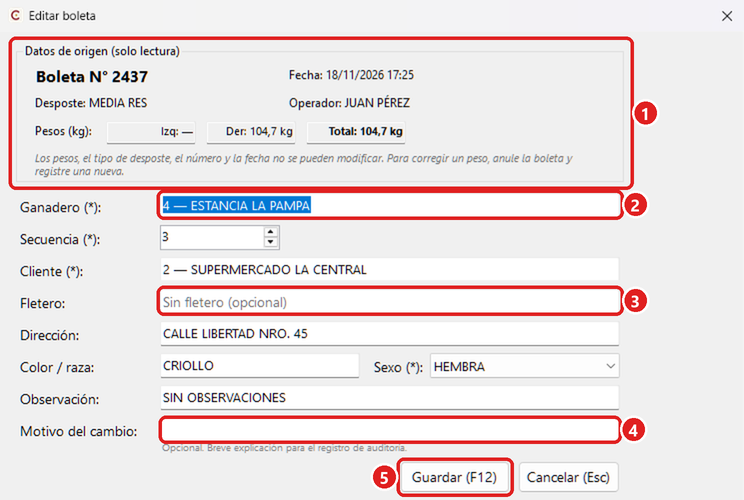 Editar boleta
Datos de origen (solo lectura)
Boleta N° 2437 Fecha: 18/11/2026 17:25
Desposte: MEDIA RES Operador: JUAN PÉREZ
Pesos (kg): Izq: — Der: 104,7 kg Total: 104,7 kg
1
Los pesos, el tipo de desposte, el número y la fecha no se pueden modificar. Para corregir un peso, anule la boleta y
registre una nueva.
Ganadero (*): 4 — ESTANCIA LA PAMPA 2
Secuencia (*): 3
Cliente (*): 2 — SUPERMERCADO LA CENTRAL
Fletero: Sin fletero (opcional) 3
Dirección: CALLE LIBERTAD NRO. 45
Color / raza: CRIOLLO Sexo (*): HEMBRA
Observación: SIN OBSERVACIONES
Motivo del cambio: 4
Opcional. Breve explicación para el registro de auditoría.
5 Guardar (F12) Cancelar (Esc)